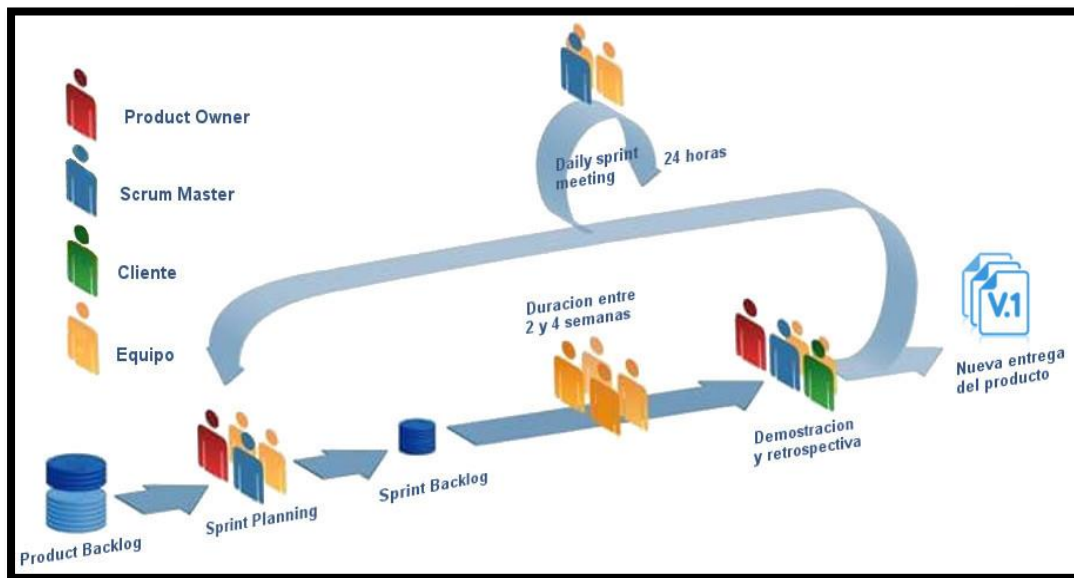 Product Owner
Scrum Master
Cliente
Equipo
Daily sprint
meeting
24 horas
Duracion entre
2 y 4 semanas
V.1
Nueva entrega
del producto
Demostracion
y retrospectiva
Sprint Backlog
Sprint Planning
Product Backlog